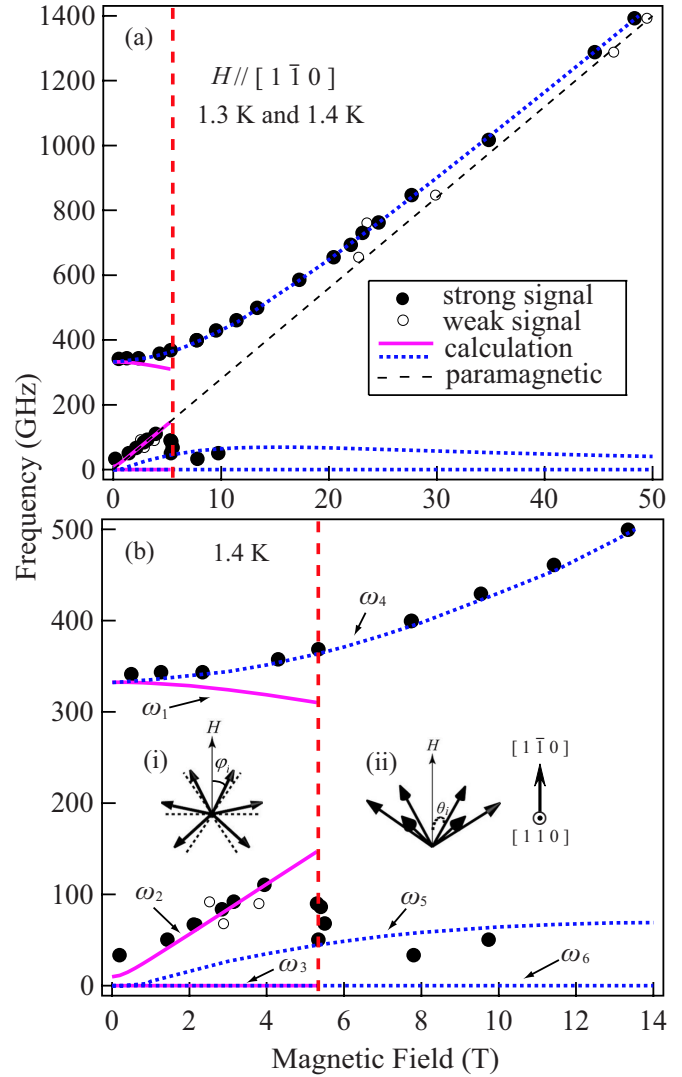 Frequency (GHz)
1400
1200
1000
800
600
400
200
0
(a)
H // [ 1 1̄ 0 ]
1.3 K and 1.4 K
strong signal
weak signal
calculation
paramagnetic
0 10 20 30 40 50
500
400
300
200
100
0
(b) 1.4 K
ω4
ω1
(i) H φi
(ii) H θi
[ 1 1̄ 0 ]
[ 1 1 0 ]
ω2
ω3
ω5
ω6
0 2 4 6 8 10 12 14
Magnetic Field (T)